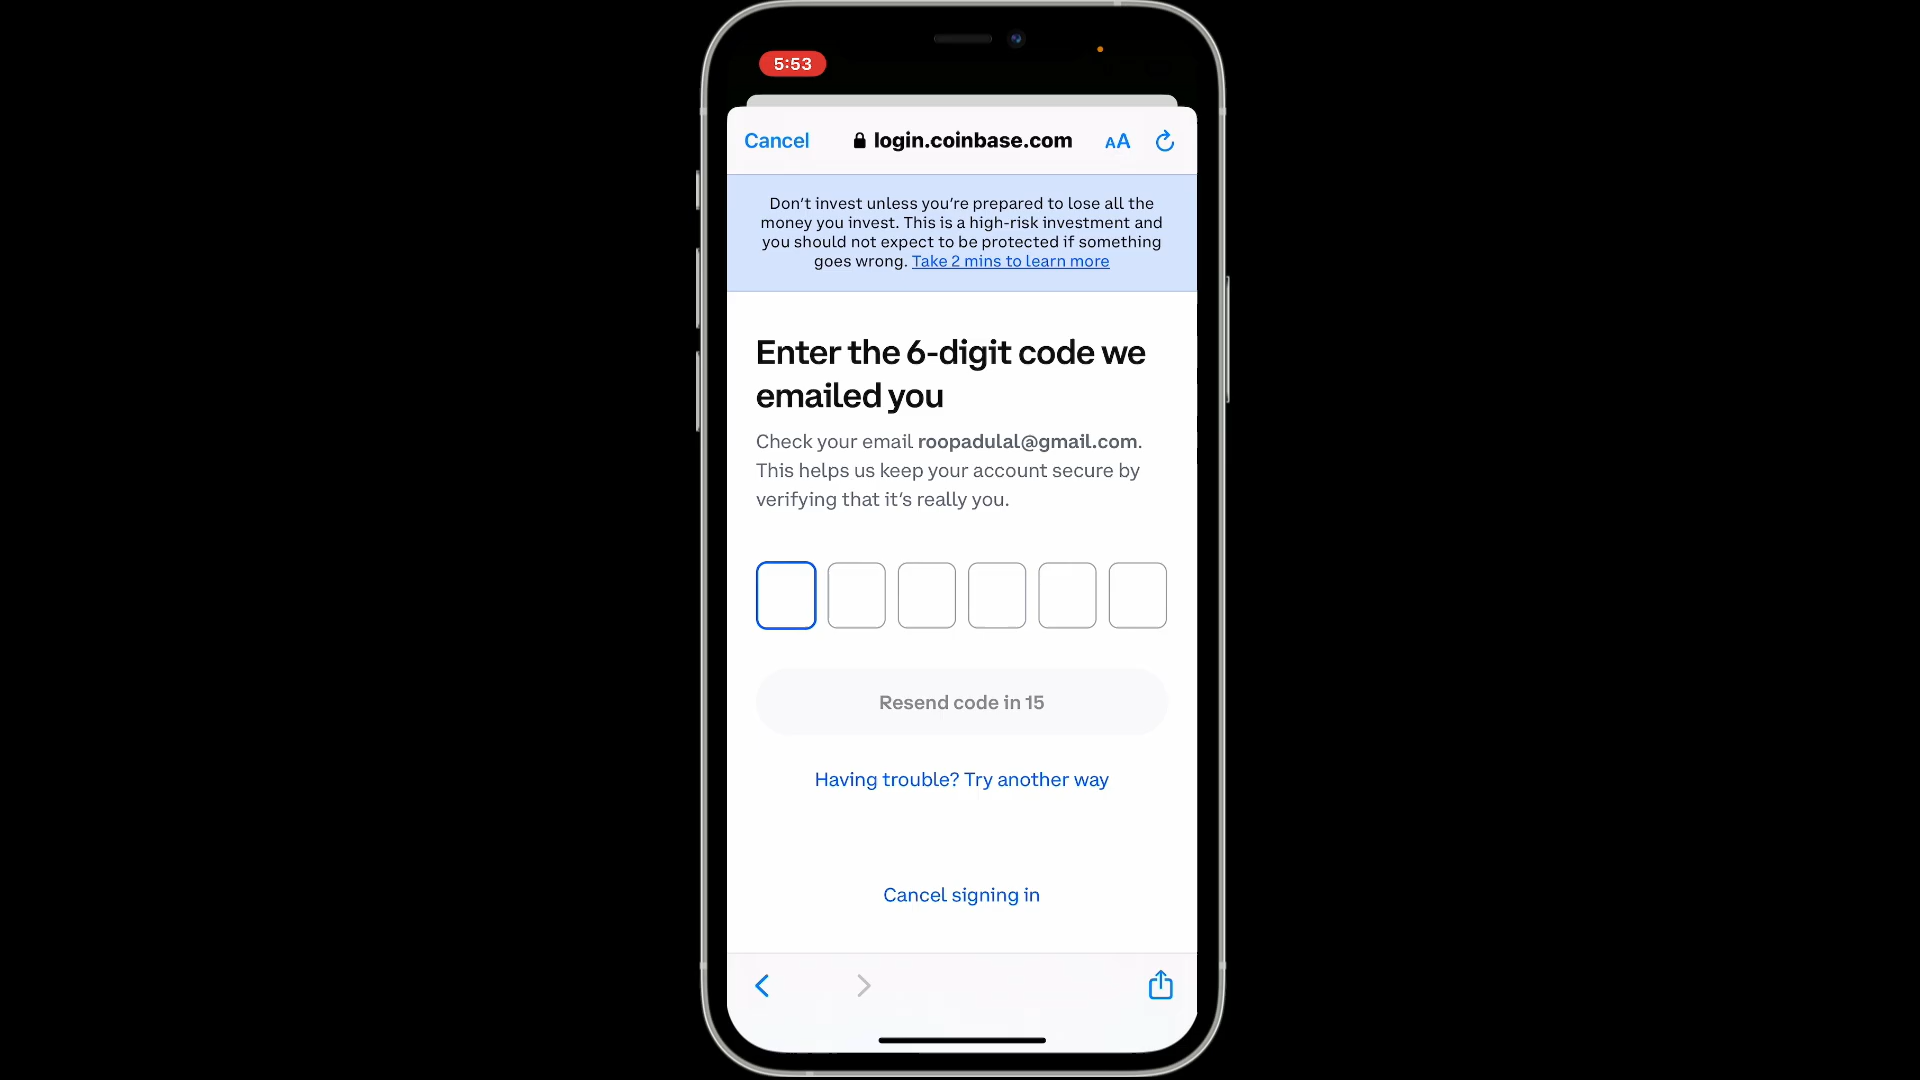 5:53
Cancel login.coinbase.com AA
Don't invest unless you're prepared to lose all the
money you invest. This is a high-risk investment and
you should not expect to be protected if something
goes wrong. Take 2 mins to learn more
Enter the 6-digit code we
emailed you
Check your email roopadulal@gmail.com.
This helps us keep your account secure by
verifying that it's really you.
Resend code in 15
Having trouble? Try another way
Cancel signing in